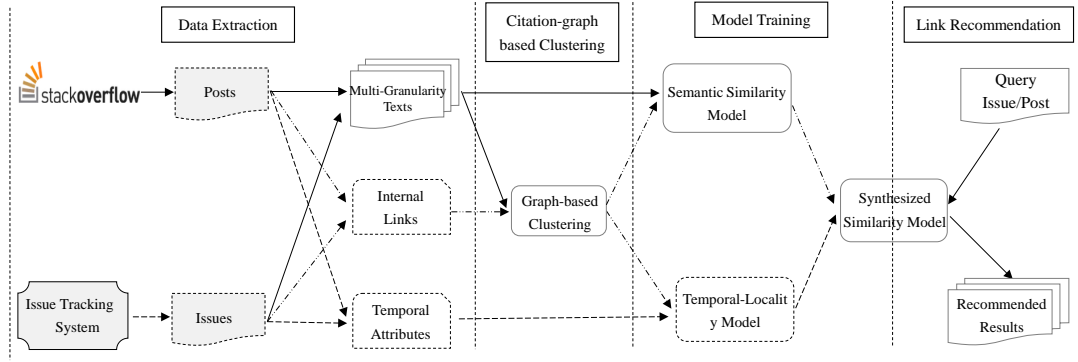 Data Extraction
Citation-graph
based Clustering
Model Training
Link Recommendation
stackoverflow
Posts
Multi-Granularity
Texts
Semantic Similarity
Model
Query
Issue/Post
Internal
Links
Graph-based
Clustering
Synthesized
Similarity Model
Issue Tracking
System
Issues
Temporal
Attributes
Temporal-Localit
y Model
Recommended
Results